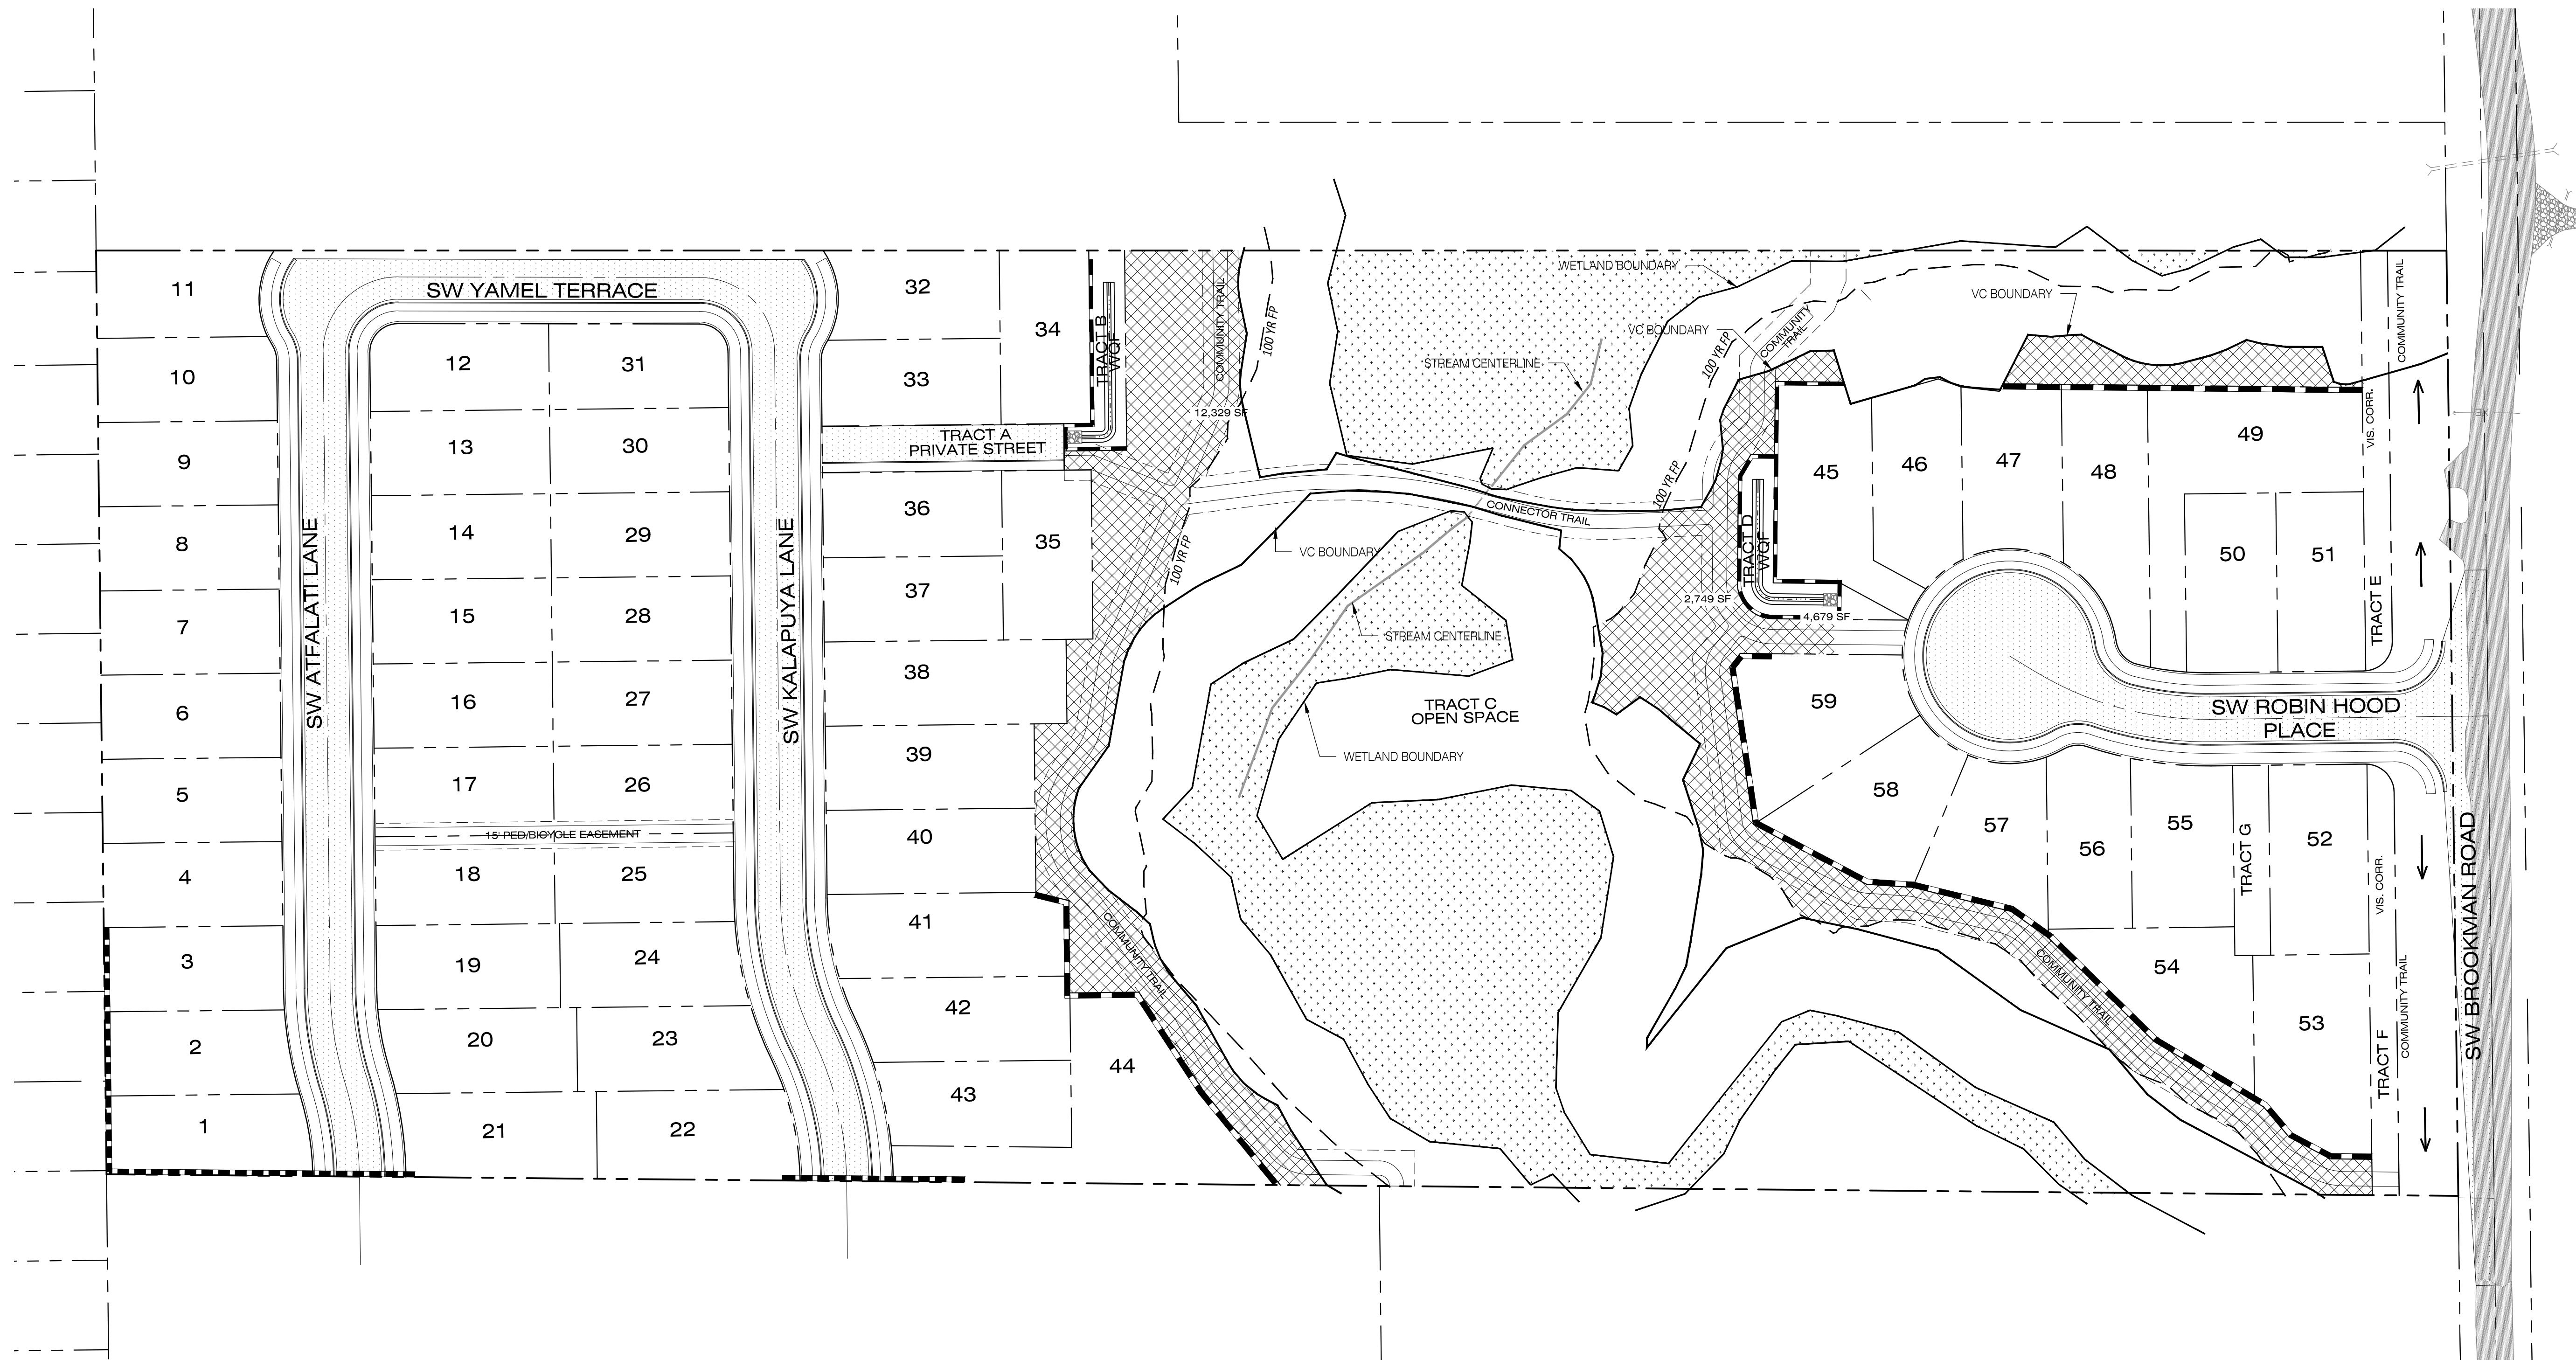 11
10
9
8
7
6
5
4
3
2
1
SW ATFALATI LANE
SW YAMEL TERRACE
12
31
13
30
14
29
15
28
16
27
17
26
15' PED/BICYCLE EASEMENT
18
25
19
24
20
23
21
22
SW KALAPUYA LANE
32
33
34
TRACT A
PRIVATE STREET
TRACT B
WQF
36
35
37
38
39
40
41
42
43
44
COMMUNITY TRAIL
12,329 SF
100 YR FP
100 YR FP
COMMUNITY TRAIL
WETLAND BOUNDARY
VC BOUNDARY
STREAM CENTERLINE
CONNECTOR TRAIL
VC BOUNDARY
STREAM CENTERLINE
TRACT C
OPEN SPACE
WETLAND BOUNDARY
100 YR FP
100 YR FP
COMMUNITY
TRAIL
VC BOUNDARY
TRACT D
WQF
2,749 SF
4,679 SF
45
46
47
48
49
50
51
59
58
57
56
55
52
54
53
TRACT G
COMMUNITY TRAIL
SW ROBIN HOOD
PLACE
VIS. CORR.
COMMUNITY TRAIL
TRACT E
VIS. CORR.
COMMUNITY TRAIL
TRACT F
SW BROOKMAN ROAD